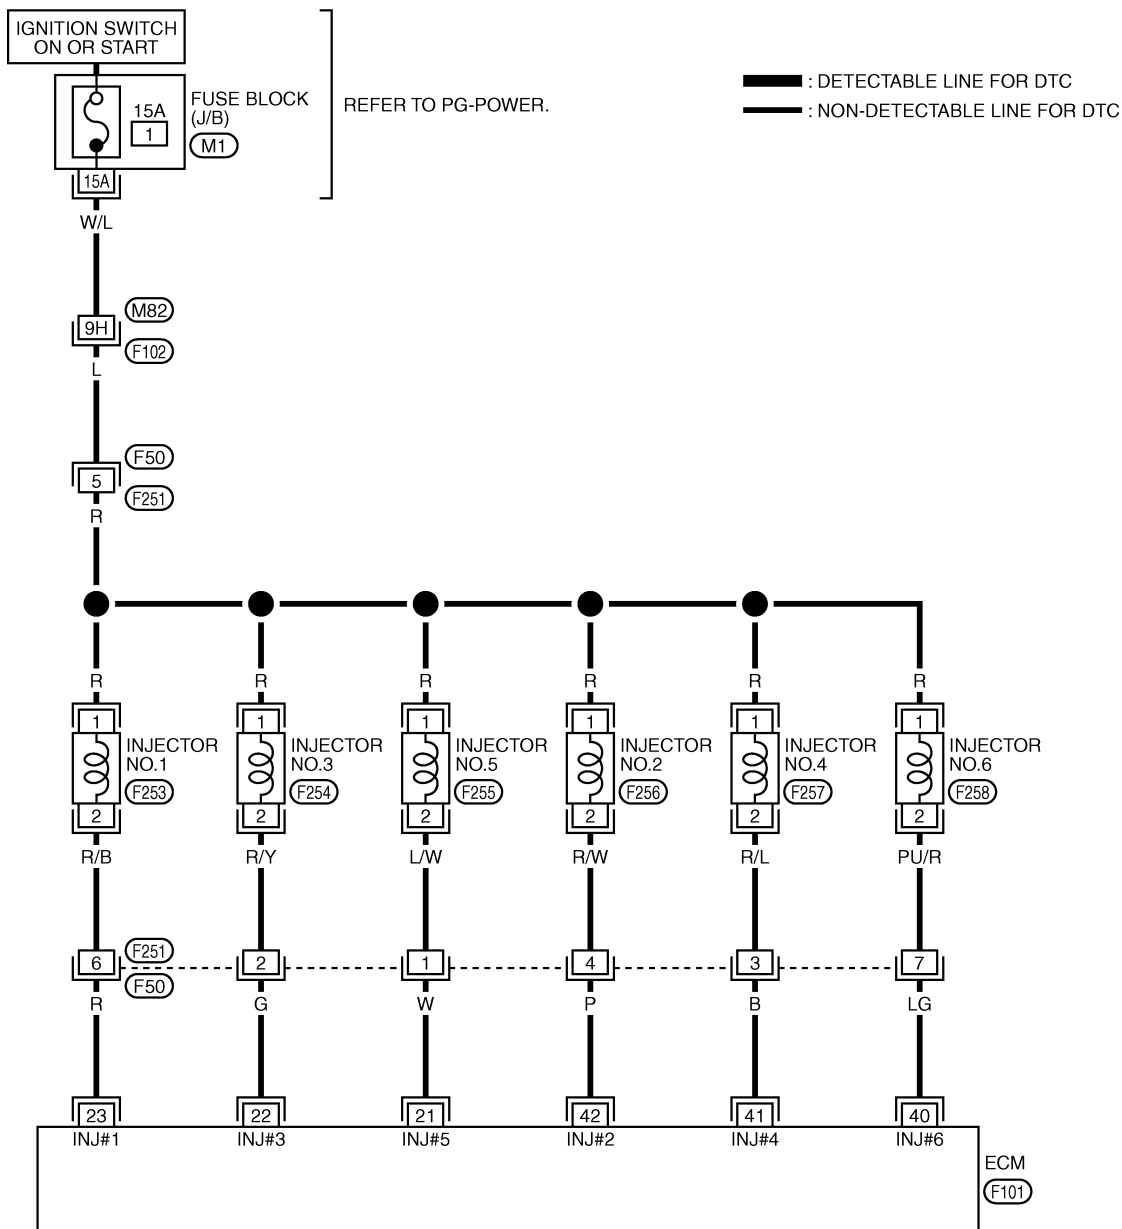 IGNITION SWITCH
ON OR START
15A
1
FUSE BLOCK
(J/B)
M1
REFER TO PG-POWER.
: DETECTABLE LINE FOR DTC
: NON-DETECTABLE LINE FOR DTC
15A
W/L
M82
9H
F102
L
F50
5
F251
R
R R R R R R
1 1 1 1 1 1
INJECTOR
NO.1
F253
INJECTOR
NO.3
F254
INJECTOR
NO.5
F255
INJECTOR
NO.2
F256
INJECTOR
NO.4
F257
INJECTOR
NO.6
F258
2 2 2 2 2 2
R/B R/Y L/W R/W R/L PU/R
F251
6 2 1 4 3 7
F50
R G W P B LG
23 22 21 42 41 40
INJ#1 INJ#3 INJ#5 INJ#2 INJ#4 INJ#6
ECM
F101